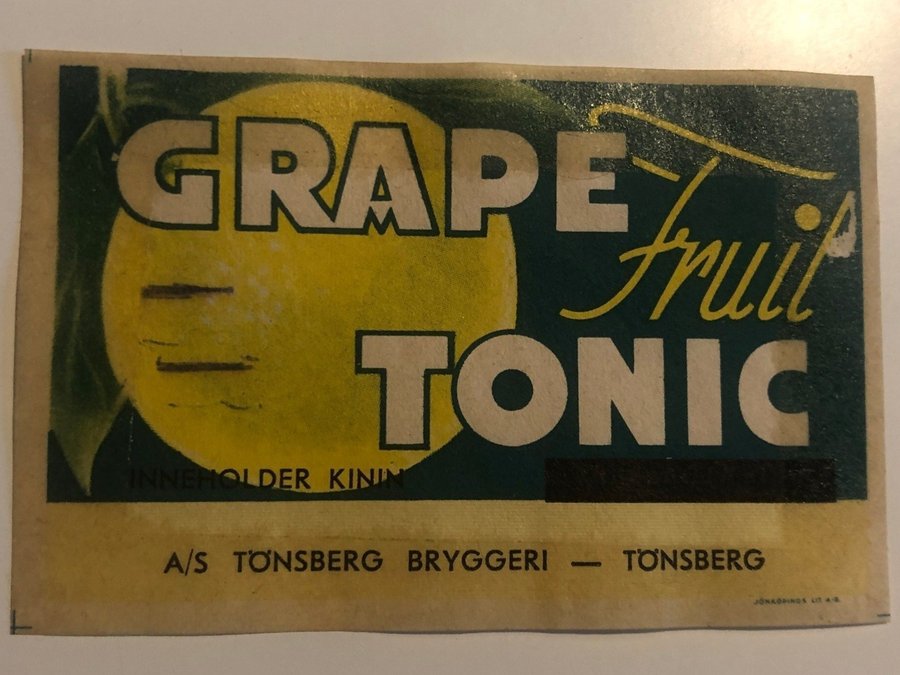 GRAPE
Fruit
TONIC
INNEHOLDER KININ
A/S TÖNSBERG BRYGGERI — TÖNSBERG
JÖNKÖPINGS LIT. A/B.